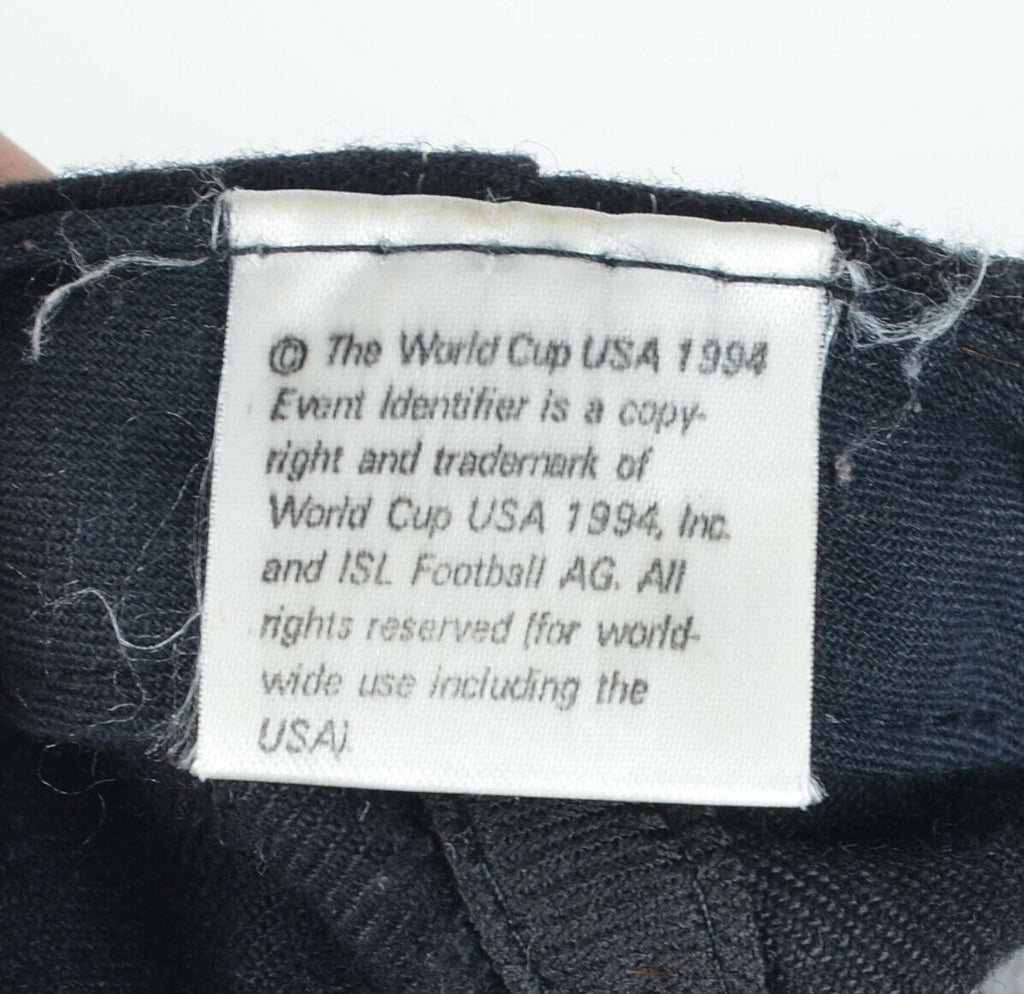 © The World Cup USA 1994
Event Identifier is a copy-
right and trademark of
World Cup USA 1994, Inc.
and ISL Football AG. All
rights reserved (for world-
wide use including the
USA).